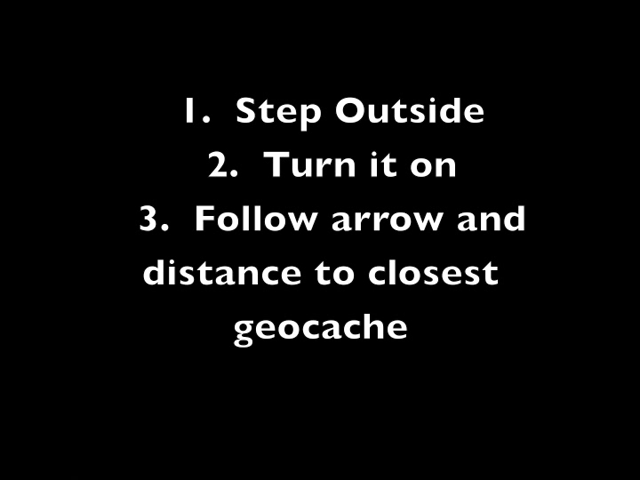 1. Step Outside
2. Turn it on
3. Follow arrow and
distance to closest
geocache